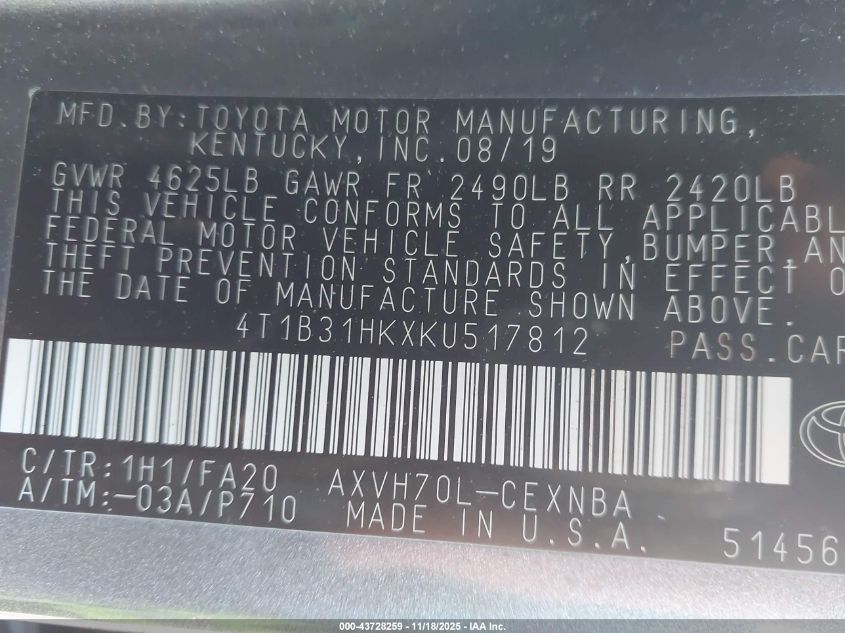 MFD. BY: TOYOTA MOTOR MANUFACTURING,
KENTUCKY, INC. 08/19
GVWR 4625LB GAWR FR 2490LB RR 2420LB
THIS VEHICLE CONFORMS TO ALL APPLICABL
FEDERAL MOTOR VEHICLE SAFETY, BUMPER, AN
THEFT PREVENTION STANDARDS IN EFFECT O
THE DATE OF MANUFACTURE SHOWN ABOVE.
4T1B31HKXKU517812 PASS. CAR
C/TR: 1H1/FA20 AXVH70L-CEXNBA
A/TM: -03A/P710 MADE IN U.S.A. 51456
000-43728259 - 11/18/2025 - IAA Inc.